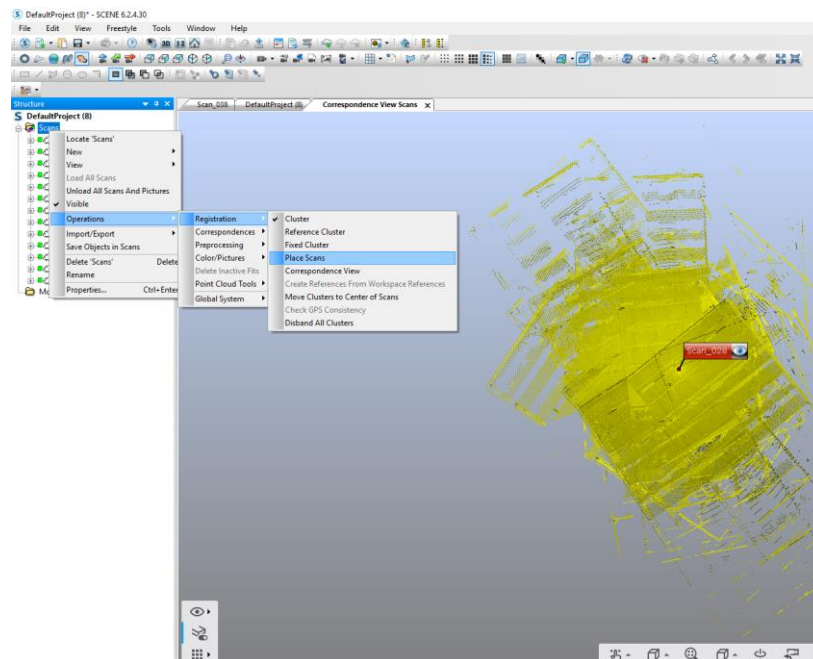 DefaultProject (8)* - SCENE 6.2.4.30
File Edit View Freestyle Tools Window Help
Structure
Scan_038 DefaultProject (8) Correspondence View Scans x
DefaultProject (8)
Scans
Locate 'Scans'
New
View
Load All Scans
Unload All Scans And Pictures
Visible
Operations
Import/Export
Save Objects in Scans
Delete 'Scans' Delete
Rename
Properties... Ctrl+Enter
Registration
Correspondences
Preprocessing
Color/Pictures
Delete Inactive Fits
Point Cloud Tools
Global System
Cluster
Reference Cluster
Fixed Cluster
Place Scans
Correspondence View
Create References From Workspace References
Move Clusters to Center of Scans
Check GPS Consistency
Disband All Clusters
scan_028